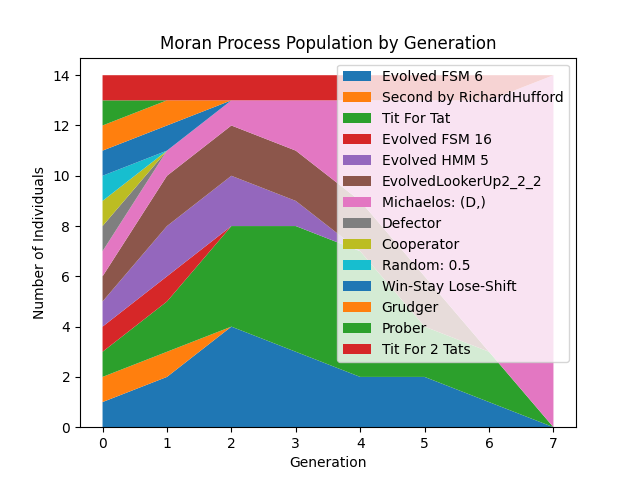 Moran Process Population by Generation
Number of Individuals
14
12
10
8
6
4
2
0
Evolved FSM 6
Second by RichardHufford
Tit For Tat
Evolved FSM 16
Evolved HMM 5
EvolvedLookerUp2_2_2
Michaelos: (D,)
Defector
Cooperator
Random: 0.5
Win-Stay Lose-Shift
Grudger
Prober
Tit For 2 Tats
0 1 2 3 4 5 6 7
Generation